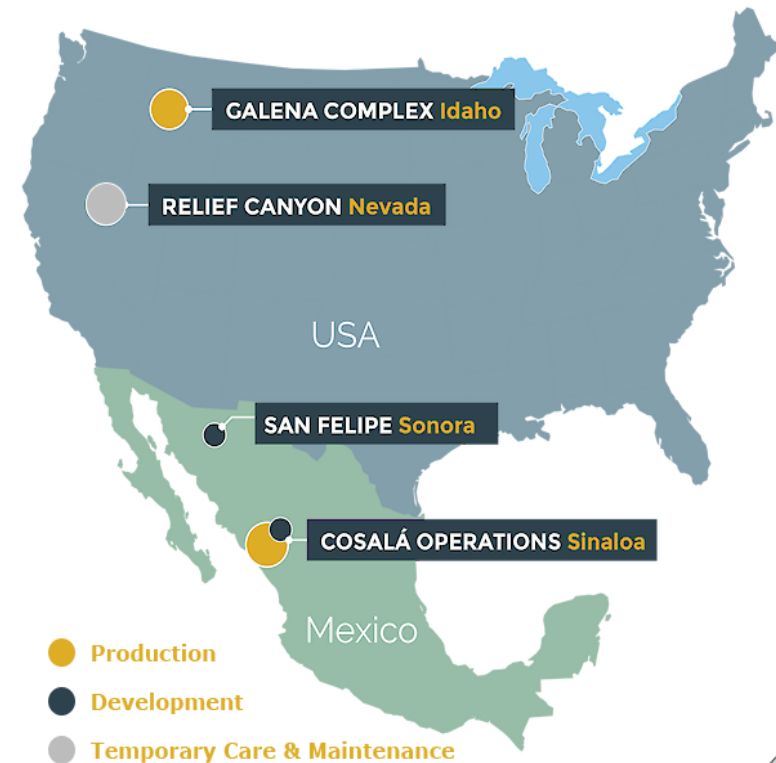 GALENA COMPLEX Idaho
RELIEF CANYON Nevada
USA
SAN FELIPE Sonora
COSALÁ OPERATIONS Sinaloa
Mexico
Production
Development
Temporary Care & Maintenance